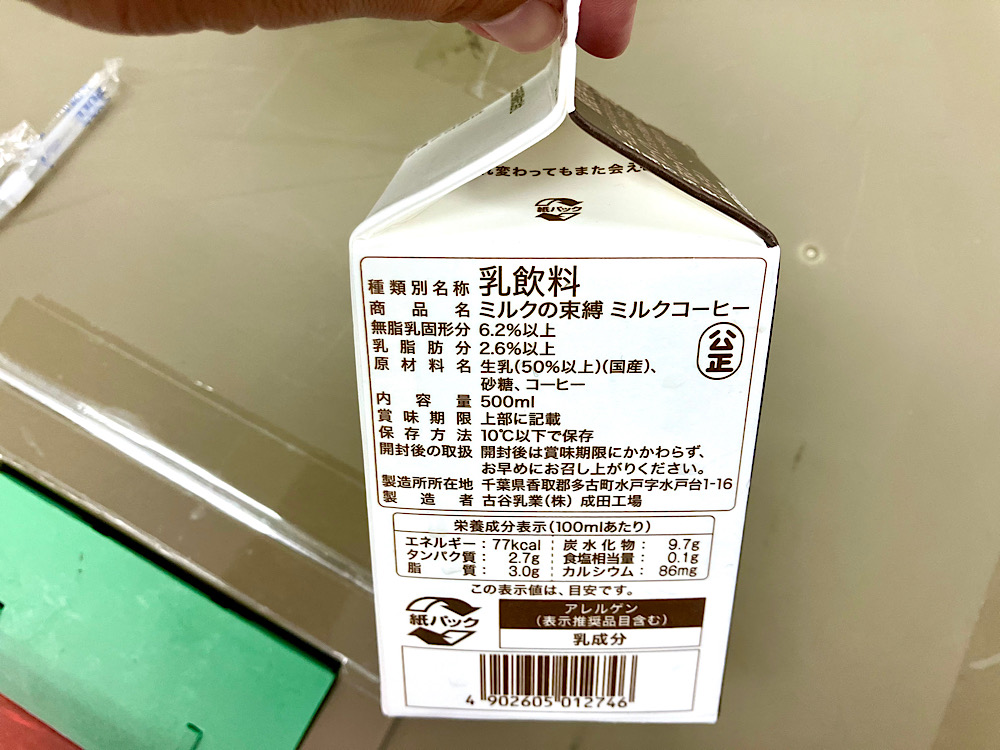 変わってもまた会え
紙パック
種類別名称 乳飲料
商品名 ミルクの束縛 ミルクコーヒー
無脂乳固形分 6.2%以上
乳脂肪分 2.6%以上
原材料名 生乳(50%以上)(国産)、
砂糖、コーヒー
公正
内容量 500ml
賞味期限 上部に記載
保存方法 10℃以下で保存
開封後の取扱 開封後は賞味期限にかかわらず、
お早めにお召し上がりください。
製造所所在地 千葉県香取郡多古町水戸字水戸台1-16
製造者 古谷乳業(株) 成田工場
栄養成分表示(100mlあたり)
エネルギー:77kcal 炭水化物:9.7g
タンパク質:2.7g 食塩相当量:0.1g
脂質:3.0g カルシウム:86mg
この表示値は、目安です。
紙パック
アレルゲン
(表示推奨品目含む)
乳成分
4 902605 012746